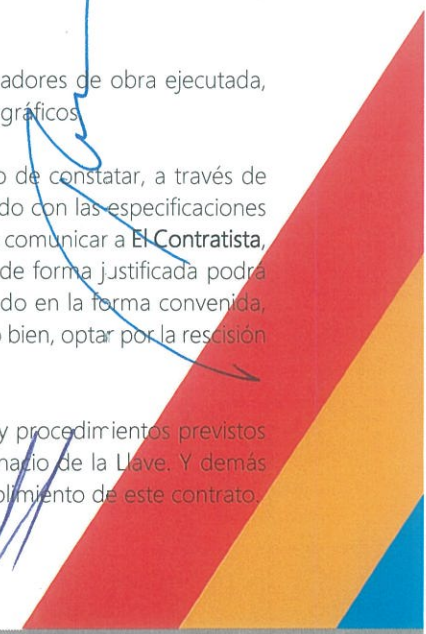 adores de obra ejecutada,
gráficos.
o de constatar, a través de
do con las especificaciones
comunicar a El Contratista,
de forma justificada podrá
do en la forma convenida,
o bien, optar por la rescisión
y procedimientos previstos
nacio de la Llave. Y demás
plimiento de este contrato.